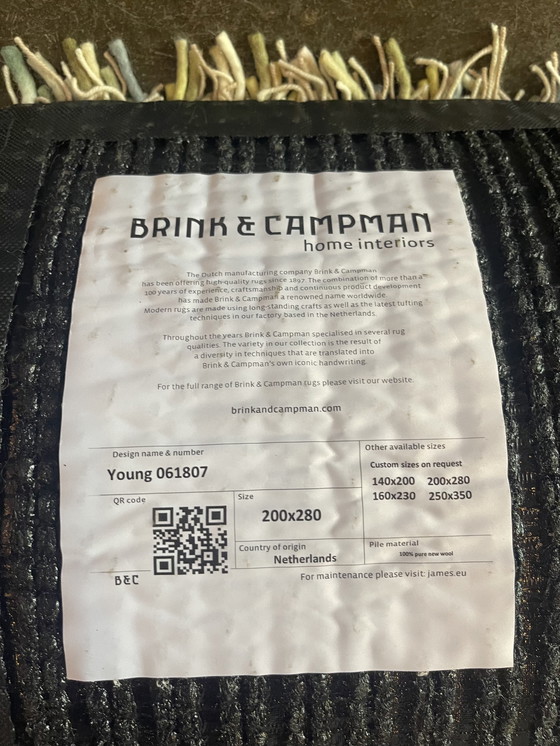 BRINK & CAMPMAN
home interiors
The Dutch manufacturing company Brink & Campman
has been offering high-quality rugs since 1897. The combination of more than a
100 years of experience, craftsmanship and continuous product development
has made Brink & Campman a renowned name worldwide.
Modern rugs are made using long-standing crafts as well as the latest tufting
techniques in our factory based in the Netherlands.
Throughout the years Brink & Campman specialised in several rug
qualities. The variety in our collection is the result of
a diversity in techniques that are translated into
Brink & Campman's own iconic handwriting.
For the full range of Brink & Campman rugs please visit our website.
brinkandcampman.com
Design name & number
Young 061807
Other available sizes
Custom sizes on request
140x200 200x280
160x230 250x350
QR code
Size
200x280
Country of origin
Netherlands
Pile material
100% pure new wool
B&C
For maintenance please visit: james.eu